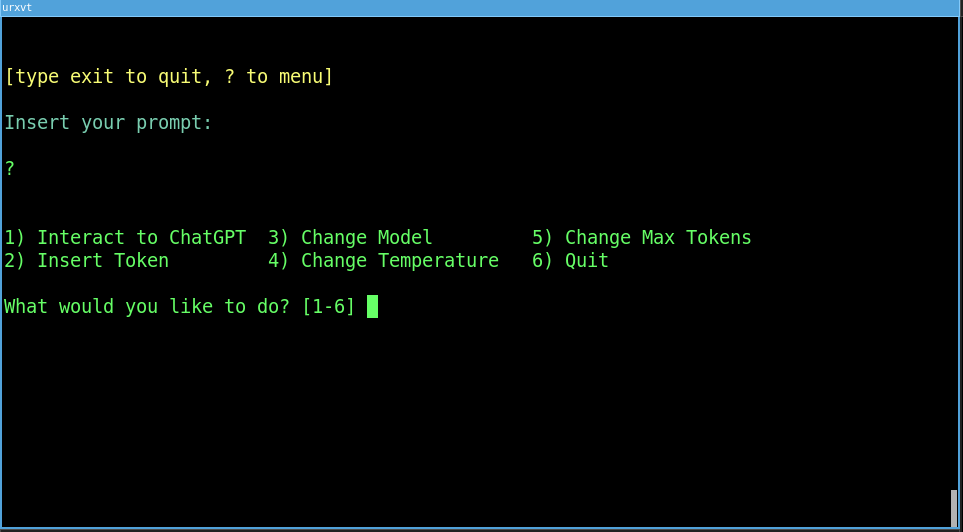 urxvt
[type exit to quit, ? to menu]
Insert your prompt:
?
1) Interact to ChatGPT  3) Change Model         5) Change Max Tokens
2) Insert Token         4) Change Temperature   6) Quit
What would you like to do? [1-6]